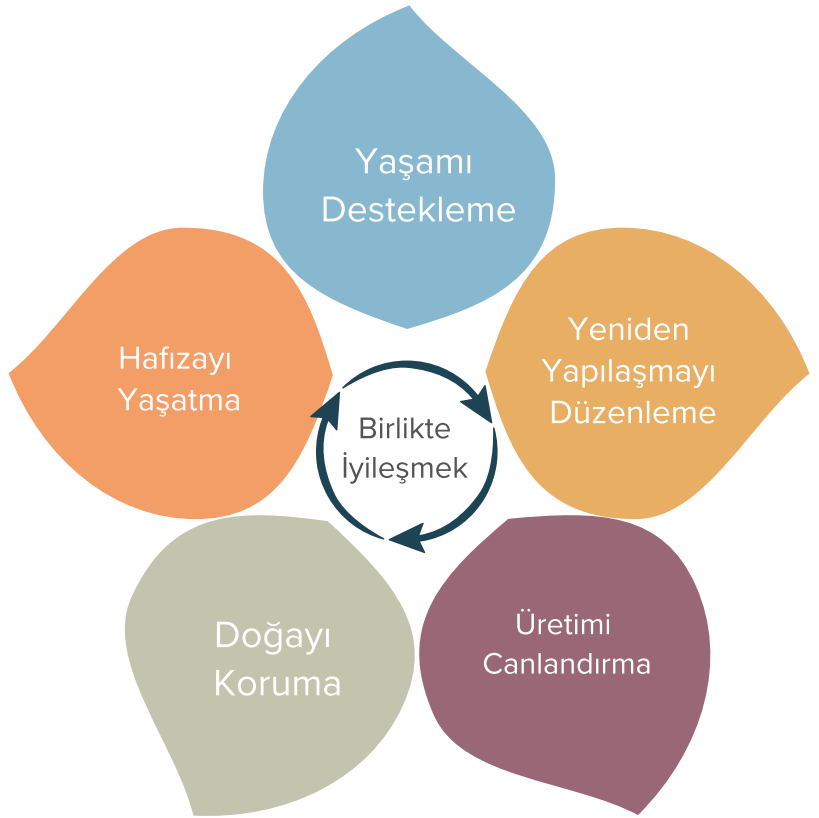 Yaşamı
Destekleme
Yeniden
Yapılaşmayı
Düzenleme
Üretimi
Canlandırma
Doğayı
Koruma
Hafızayı
Yaşatma
Birlikte
İyileşmek